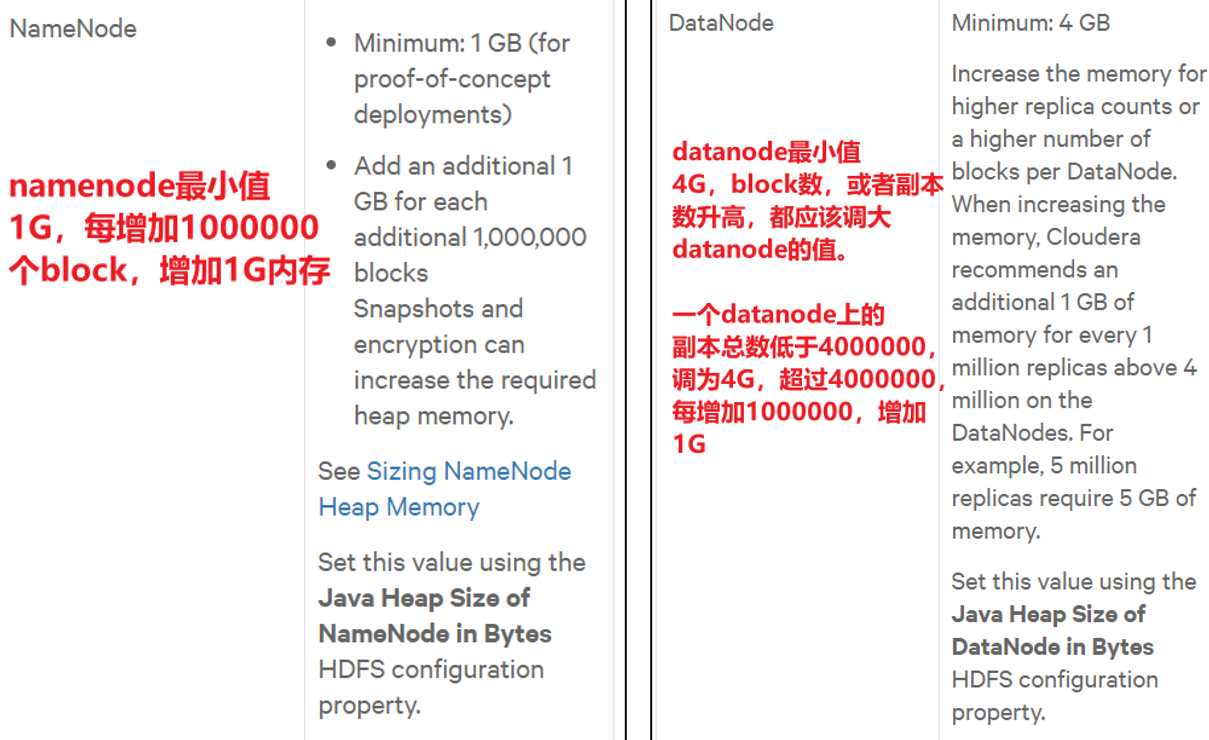 NameNode
• Minimum: 1 GB (for
proof-of-concept
deployments)
• Add an additional 1
GB for each
additional 1,000,000
blocks
Snapshots and
encryption can
increase the required
heap memory.
See Sizing NameNode
Heap Memory
Set this value using the
Java Heap Size of
NameNode in Bytes
HDFS configuration
property.
namenode最小值
1G，每增加1000000
个block，增加1G内存
DataNode
Minimum: 4 GB
Increase the memory for
higher replica counts or
a higher number of
blocks per DataNode.
When increasing the
memory, Cloudera
recommends an
additional 1 GB of
memory for every 1
million replicas above 4
million on the
DataNodes. For
example, 5 million
replicas require 5 GB of
memory.
Set this value using the
Java Heap Size of
DataNode in Bytes
HDFS configuration
property.
datanode最小值
4G，block数，或者副本
数升高，都应该调大
datanode的值。
一个datanode上的
副本总数低于4000000，
调为4G，超过4000000，
每增加1000000，增加
1G